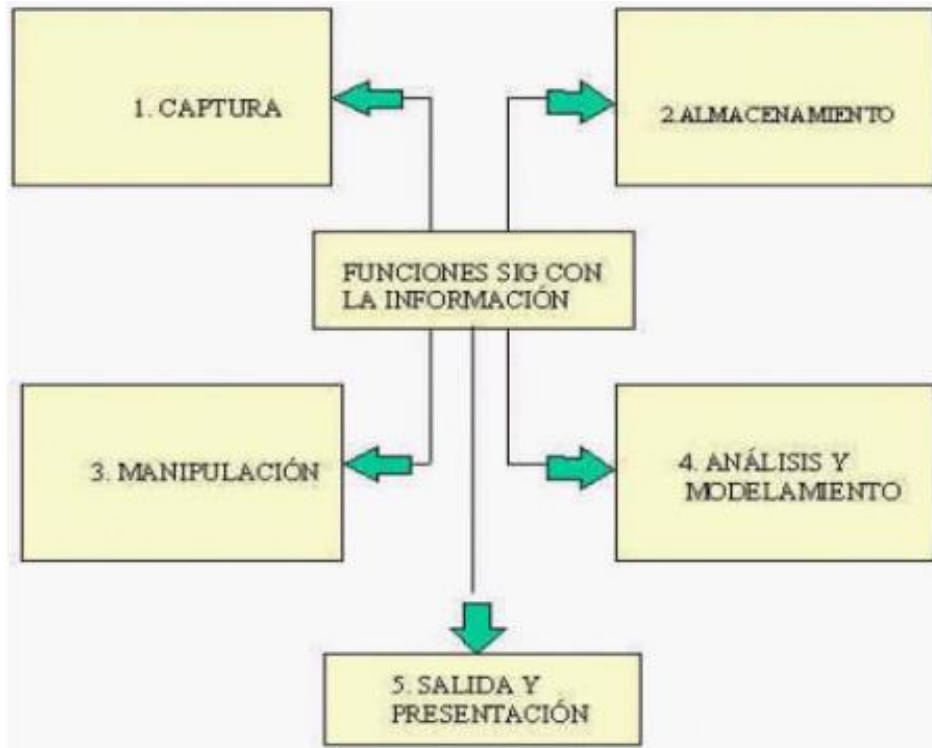 1. CAPTURA
2.ALMACENAMIENTO
FUNCIONES SIG CON
LA INFORMACIÓN
3. MANIPULACIÓN
4. ANÁLISIS Y
MODELAMIENTO
5. SALIDA Y
PRESENTACIÓN